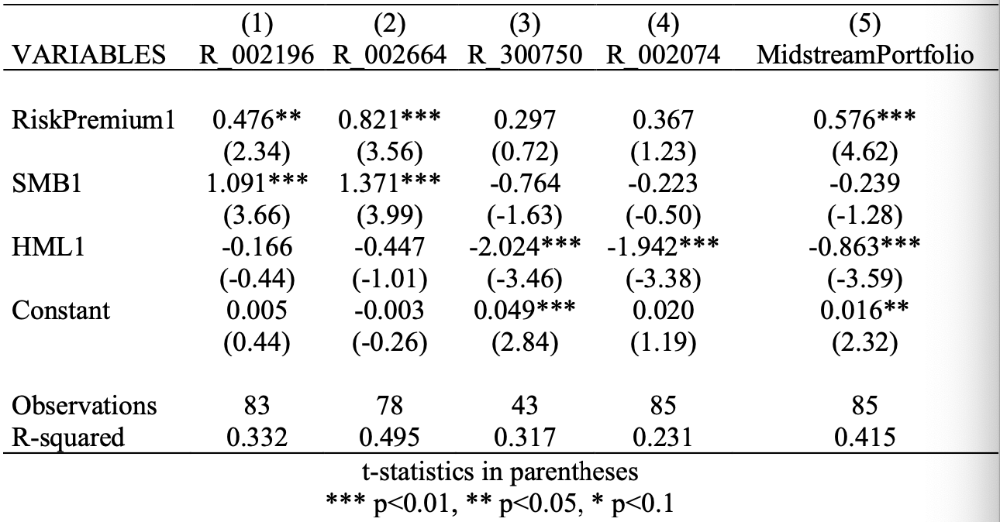 (1) (2) (3) (4) (5)
VARIABLES R_002196 R_002664 R_300750 R_002074 MidstreamPortfolio
RiskPremium1 0.476** 0.821*** 0.297 0.367 0.576***
(2.34) (3.56) (0.72) (1.23) (4.62)
SMB1 1.091*** 1.371*** -0.764 -0.223 -0.239
(3.66) (3.99) (-1.63) (-0.50) (-1.28)
HML1 -0.166 -0.447 -2.024*** -1.942*** -0.863***
(-0.44) (-1.01) (-3.46) (-3.38) (-3.59)
Constant 0.005 -0.003 0.049*** 0.020 0.016**
(0.44) (-0.26) (2.84) (1.19) (2.32)
Observations 83 78 43 85 85
R-squared 0.332 0.495 0.317 0.231 0.415
t-statistics in parentheses
*** p<0.01, ** p<0.05, * p<0.1